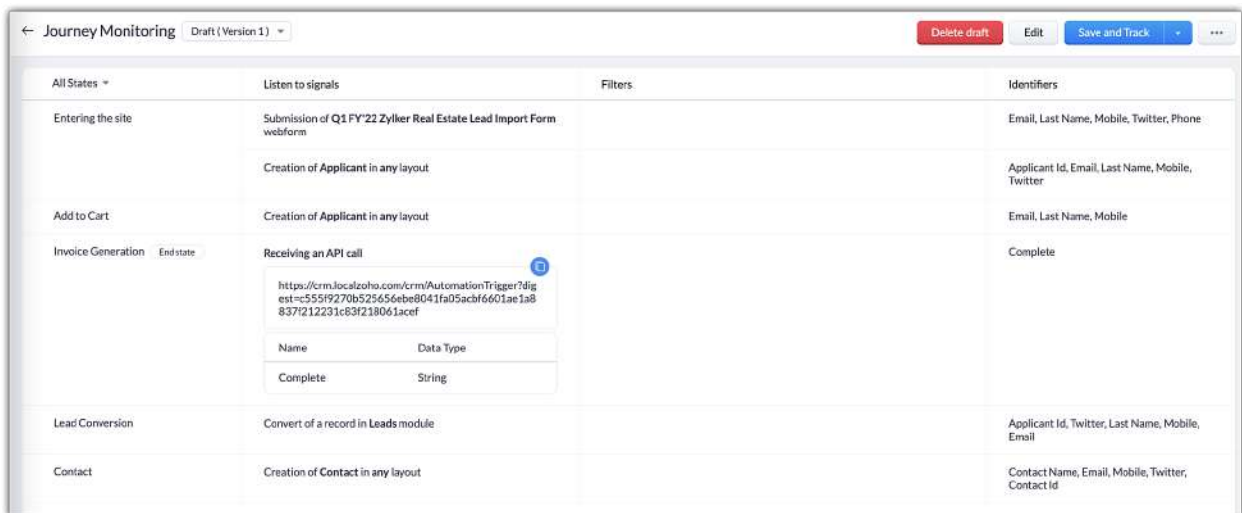 ← Journey Monitoring Draft ( Version 1 )
Delete draft Edit Save and Track ...
All States Listen to signals Filters Identifiers
Entering the site Submission of Q1 FY'22 Zylker Real Estate Lead Import Form Email, Last Name, Mobile, Twitter, Phone
webform
Creation of Applicant in any layout Applicant Id, Email, Last Name, Mobile,
Twitter
Add to Cart Creation of Applicant in any layout Email, Last Name, Mobile
Invoice Generation End state Receiving an API call Complete
https://crm.localzoho.com/crm/AutomationTrigger?dig
est=c555f9270b525656ebe8041fa05acbf6601ae1a8
837f212231c83f218061acef
Name Data Type
Complete String
Lead Conversion Convert of a record in Leads module Applicant Id, Twitter, Last Name, Mobile,
Email
Contact Creation of Contact in any layout Contact Name, Email, Mobile, Twitter,
Contact Id